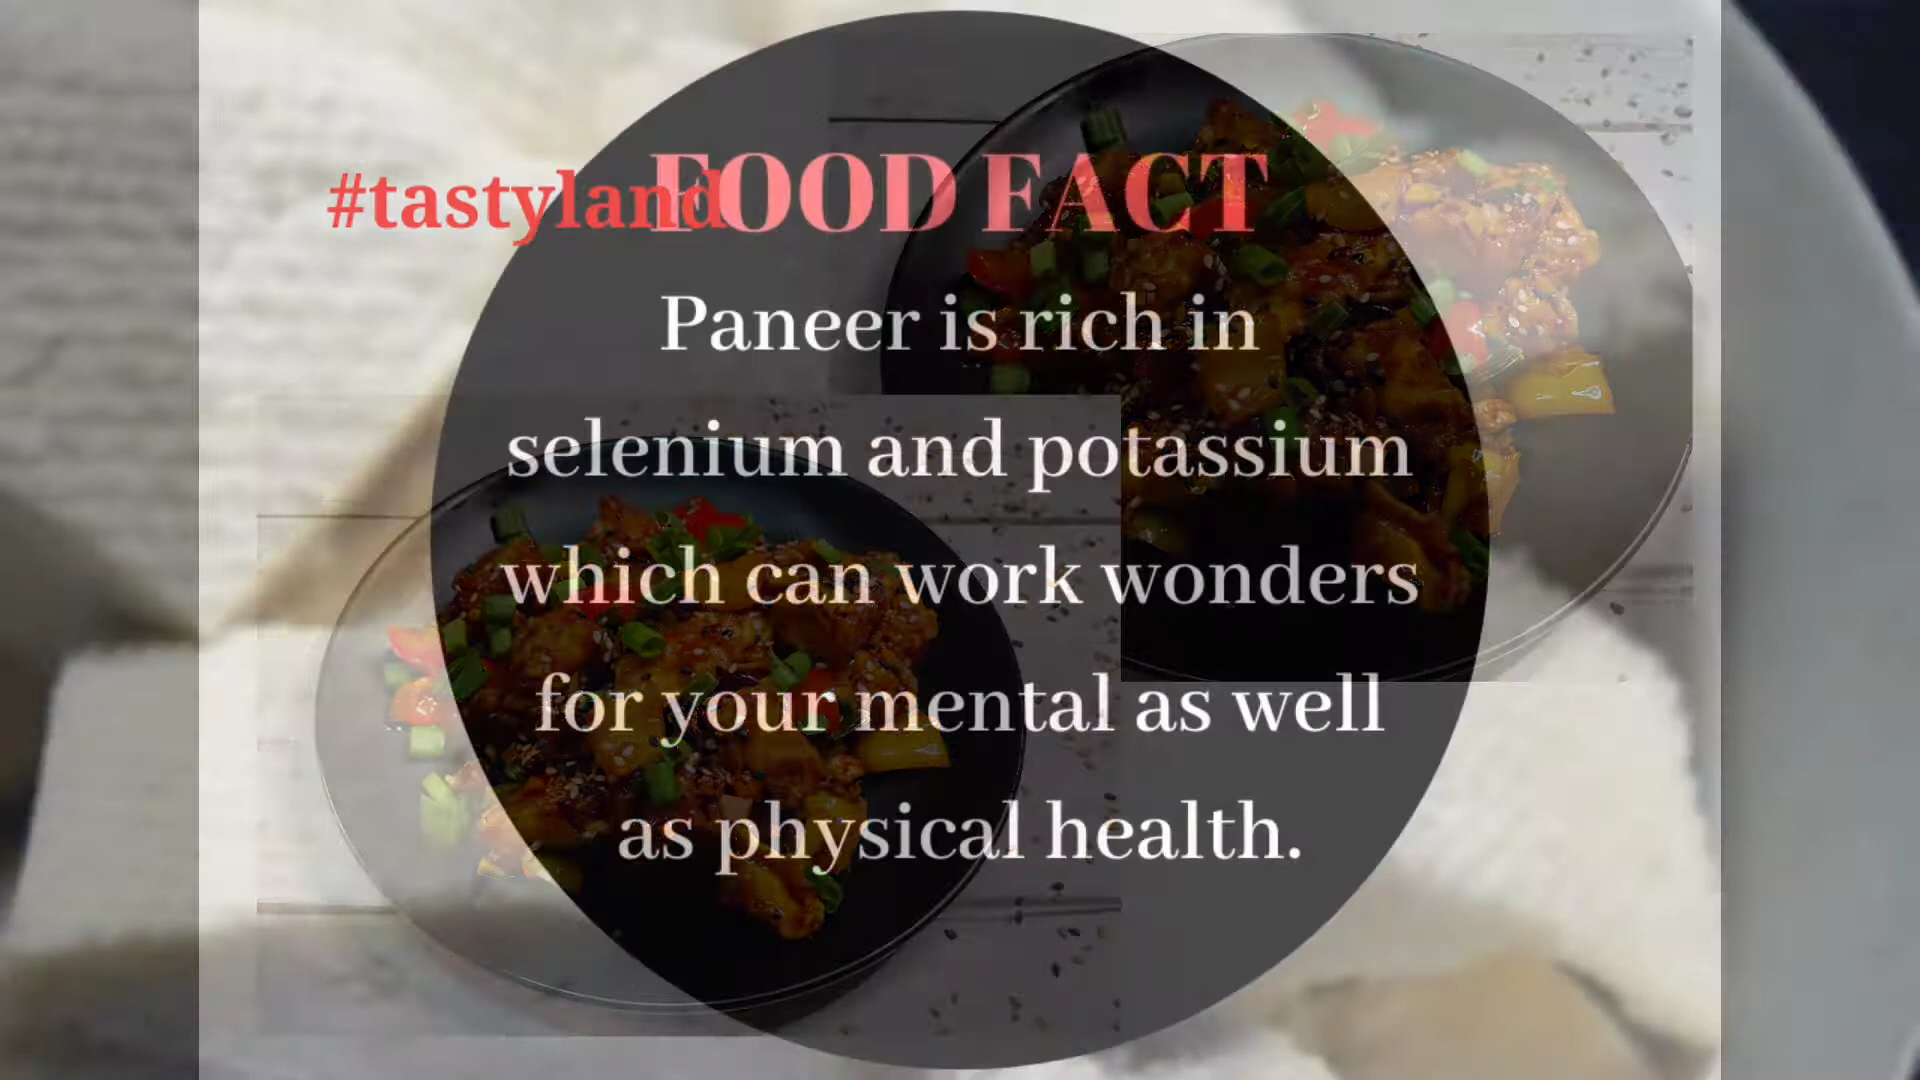 #tastyland
FOOD FACT
Paneer is rich in
selenium and potassium
which can work wonders
for your mental as well
as physical health.